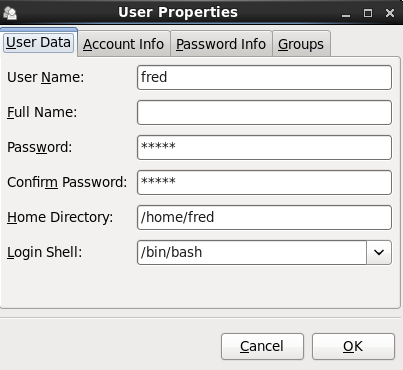 User Properties
User Data Account Info Password Info Groups
User Name: fred
Full Name:
Password: *****
Confirm Password: *****
Home Directory: /home/fred
Login Shell: /bin/bash
Cancel OK